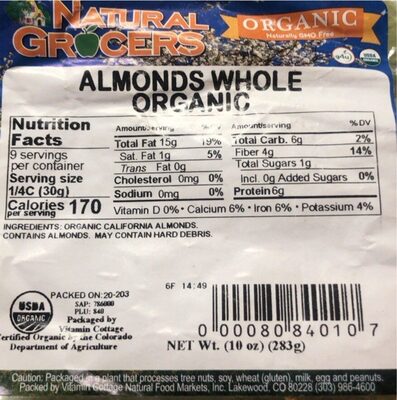 NATURAL
GROCERS
ORGANIC
Naturally GMO Free
USDA
ALMONDS WHOLE
ORGANIC
Nutrition
Facts
9 servings
per container
Serving size
1/4C (30g)
Calories 170
per serving
Amount/serving %DV
Total Fat 15g 19%
Sat. Fat 1g 5%
Trans Fat 0g
Cholesterol 0mg 0%
Sodium 0mg 0%
Amount/serving %DV
Total Carb. 6g 2%
Fiber 4g 14%
Total Sugars 1g
Incl. 0g Added Sugars 0%
Protein 6g
Vitamin D 0% • Calcium 6% • Iron 6% • Potassium 4%
INGREDIENTS: ORGANIC CALIFORNIA ALMONDS.
CONTAINS ALMONDS. MAY CONTAIN HARD DEBRIS.
6F 14:49
USDA
ORGANIC
PACKED ON:20-203
SAP: 786000
PLU: 840
Packaged by
Vitamin Cottage
Certified Organic by the Colorado
Department of Agriculture
0 00080 84010 7
NET Wt. (10 oz) (283g)
Caution: Packaged in a plant that processes tree nuts, soy, wheat (gluten), milk, egg and peanuts.
Packed by Vitamin Cottage Natural Food Markets, Inc. Lakewood, CO 80228 (303) 986-4600